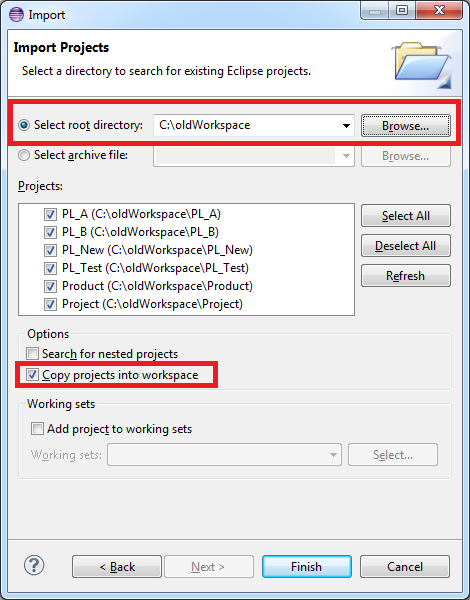 Import
Import Projects
Select a directory to search for existing Eclipse projects.
Select root directory: C:\oldWorkspace Browse...
Select archive file: Browse...
Projects:
PL_A (C:\oldWorkspace\PL_A)
PL_B (C:\oldWorkspace\PL_B)
PL_New (C:\oldWorkspace\PL_New)
PL_Test (C:\oldWorkspace\PL_Test)
Product (C:\oldWorkspace\Product)
Project (C:\oldWorkspace\Project)
Select All
Deselect All
Refresh
Options
Search for nested projects
Copy projects into workspace
Working sets
Add project to working sets
Working sets: Select...
? < Back Next > Finish Cancel